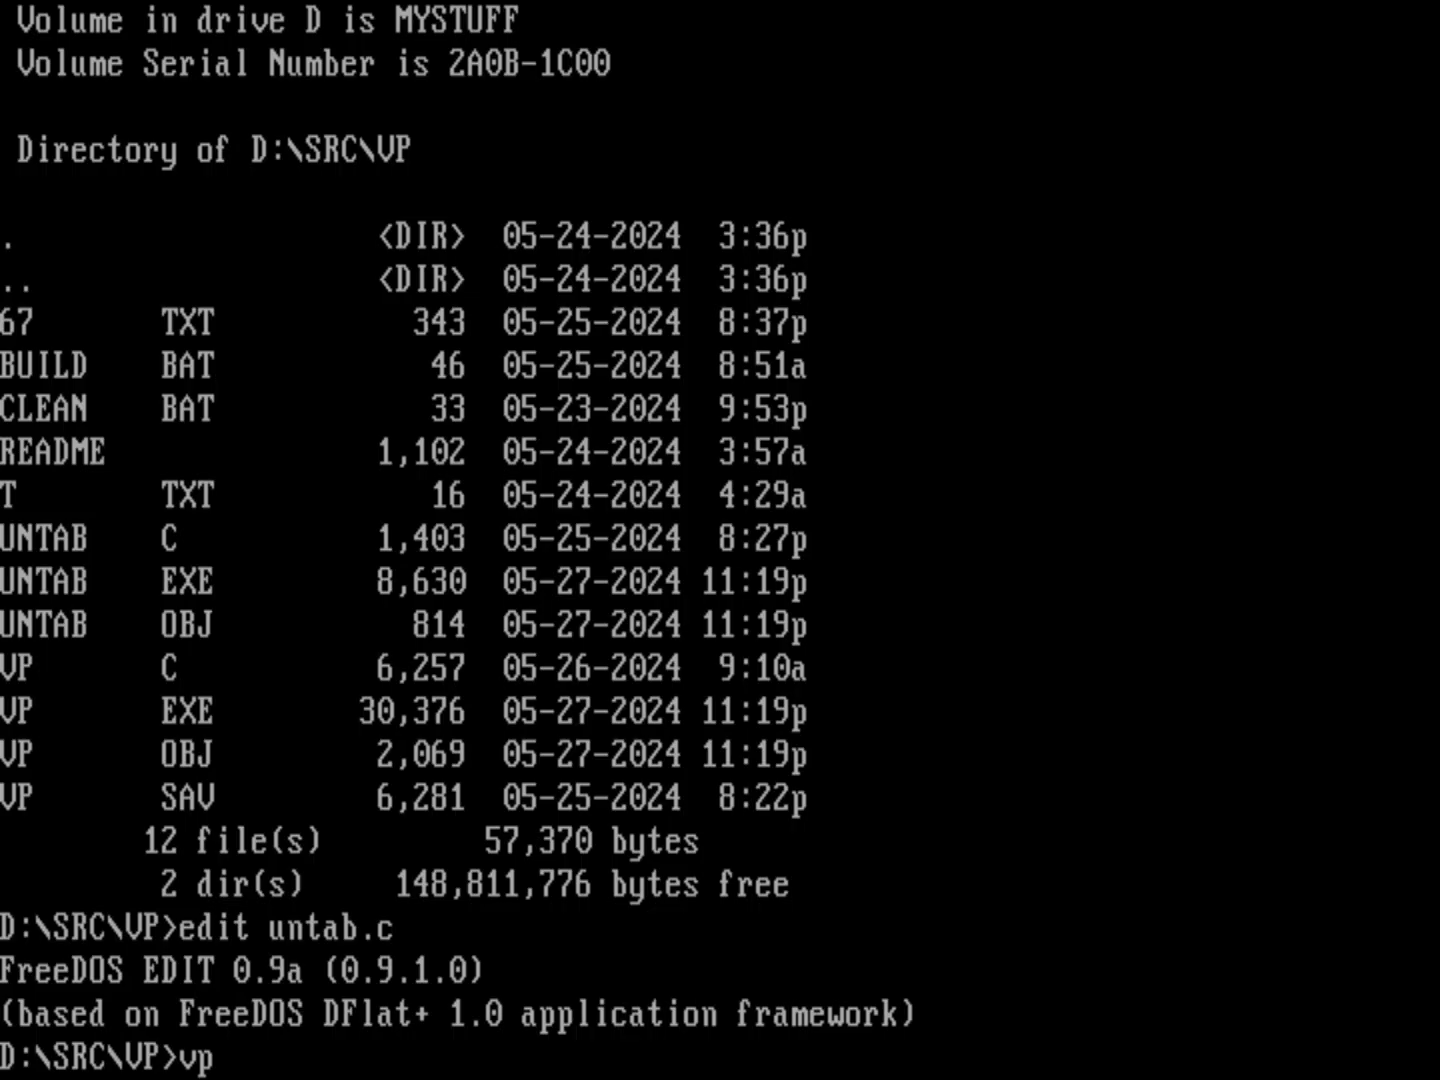 Volume in drive D is MYSTUFF
Volume Serial Number is 2A0B-1C00
Directory of D:\SRC\VP
. <DIR> 05-24-2024 3:36p
.. <DIR> 05-24-2024 3:36p
67 TXT 343 05-25-2024 8:37p
BUILD BAT 46 05-25-2024 8:51a
CLEAN BAT 33 05-23-2024 9:53p
README 1,102 05-24-2024 3:57a
T TXT 16 05-24-2024 4:29a
UNTAB C 1,403 05-25-2024 8:27p
UNTAB EXE 8,630 05-27-2024 11:19p
UNTAB OBJ 814 05-27-2024 11:19p
VP C 6,257 05-26-2024 9:10a
VP EXE 30,376 05-27-2024 11:19p
VP OBJ 2,069 05-27-2024 11:19p
VP SAV 6,281 05-25-2024 8:22p
12 file(s) 57,370 bytes
2 dir(s) 148,811,776 bytes free
D:\SRC\VP>edit untab.c
FreeDOS EDIT 0.9a (0.9.1.0)
(based on FreeDOS DFlat+ 1.0 application framework)
D:\SRC\VP>vp